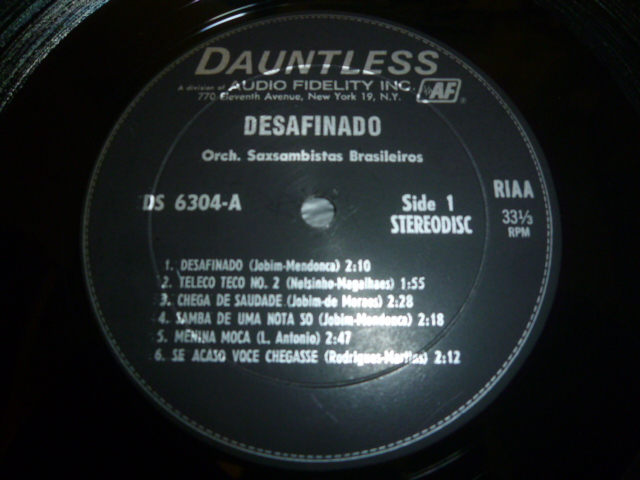 DAUNTLESS
A division of AUDIO FIDELITY INC. AF
770 Eleventh Avenue, New York 19, N.Y.
DESAFINADO
Orch. Saxsambistas Brasileiros
DS 6304-A
Side 1
STEREODISC
RIAA
33⅓
RPM
1. DESAFINADO (Jobim-Mendonca) 2:10
2. TELECO TECO NO. 2 (Nelsinho-Magalhaes) 1:55
3. CHEGA DE SAUDADE (Jobim-de Moraes) 2:28
4. SAMBA DE UMA NOTA SO (Jobim-Mendonca) 2:18
5. MENINA MOCA (L. Antonio) 2:47
6. SE ACASO VOCE CHEGASSE (Rodrigues-Martins) 2:12